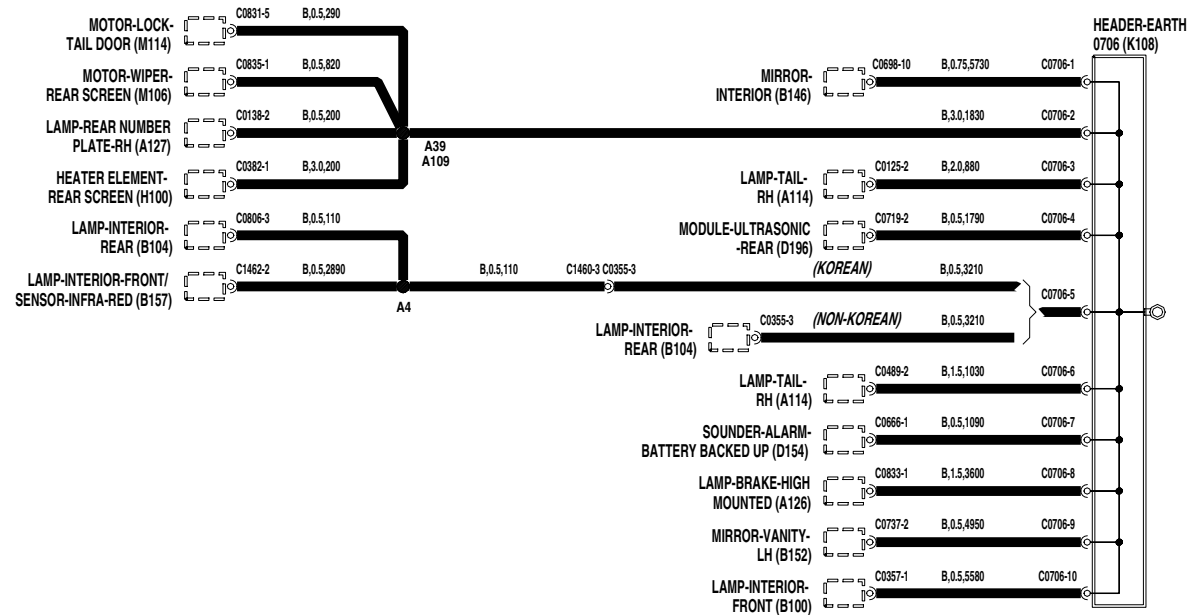 C0831-5 B,0.5,290
MOTOR-LOCK-
TAIL DOOR (M114)
HEADER-EARTH
0706 (K108)
C0835-1 B,0.5,820
MOTOR-WIPER-
REAR SCREEN (M106)
C0698-10 B,0.75,5730 C0706-1
MIRROR-
INTERIOR (B146)
C0138-2 B,0.5,200
LAMP-REAR NUMBER
PLATE-RH (A127)
B,3.0,1830 C0706-2
A39
A109
C0382-1 B,3.0,200
HEATER ELEMENT-
REAR SCREEN (H100)
C0125-2 B,2.0,880 C0706-3
LAMP-TAIL-
RH (A114)
C0806-3 B,0.5,110
LAMP-INTERIOR-
REAR (B104)
C0719-2 B,0.5,1790 C0706-4
MODULE-ULTRASONIC
-REAR (D196)
C1462-2 B,0.5,2890
LAMP-INTERIOR-FRONT/
SENSOR-INFRA-RED (B157)
A4
B,0.5,110 C1460-3 C0355-3 (KOREAN) B,0.5,3210
C0706-5
C0355-3 (NON-KOREAN) B,0.5,3210
LAMP-INTERIOR-
REAR (B104)
C0489-2 B,1.5,1030 C0706-6
LAMP-TAIL-
RH (A114)
C0666-1 B,0.5,1090 C0706-7
SOUNDER-ALARM-
BATTERY BACKED UP (D154)
C0833-1 B,1.5,3600 C0706-8
LAMP-BRAKE-HIGH
MOUNTED (A126)
C0737-2 B,0.5,4950 C0706-9
MIRROR-VANITY-
LH (B152)
C0357-1 B,0.5,5580 C0706-10
LAMP-INTERIOR-
FRONT (B100)